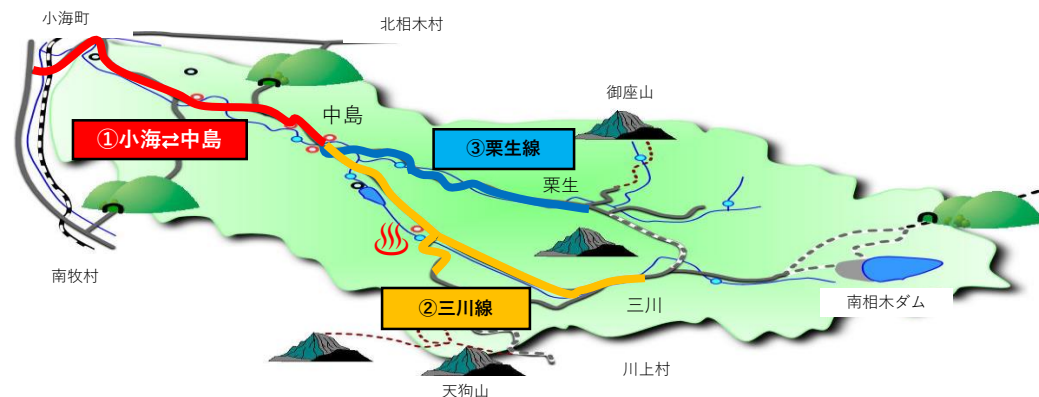 小海町
北相木村
御座山
中島
①小海⇄中島
③栗生線
栗生
南牧村
②三川線
三川
南相木ダム
川上村
天狗山